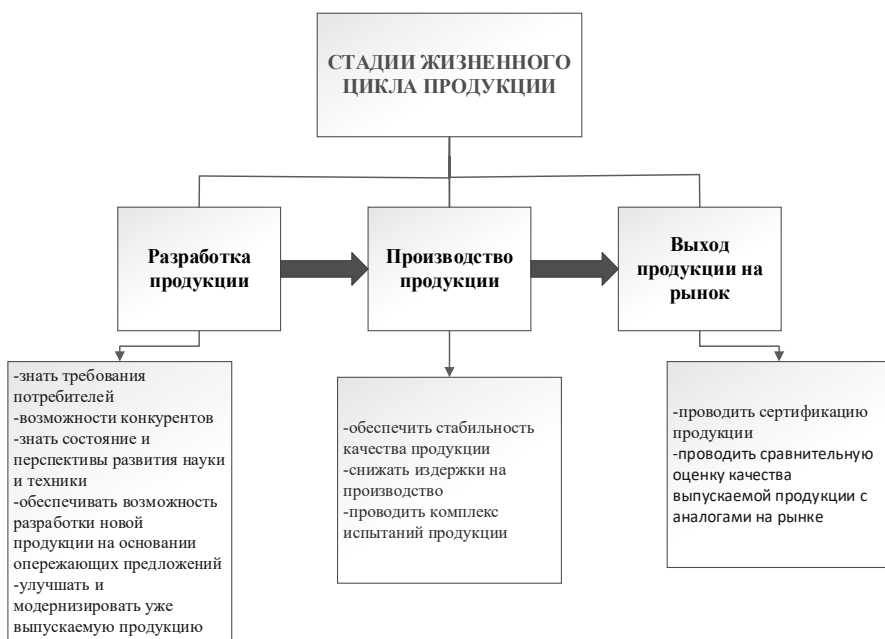 СТАДИИ ЖИЗНЕННОГО
ЦИКЛА ПРОДУКЦИИ
Разработка
продукции
Производство
продукции
Выход
продукции на
рынок
-знать требования
потребителей
-возможности конкурентов
-знать состояние и
перспективы развития науки
и техники
-обеспечивать возможность
разработки новой
продукции на основании
опережающих предложений
-улучшать и
модернизировать уже
выпускаемую продукцию
-обеспечить стабильность
качества продукции
-снижать издержки на
производство
-проводить комплекс
испытаний продукции
-проводить сертификацию
продукции
-проводить сравнительную
оценку качества
выпускаемой продукции с
аналогами на рынке